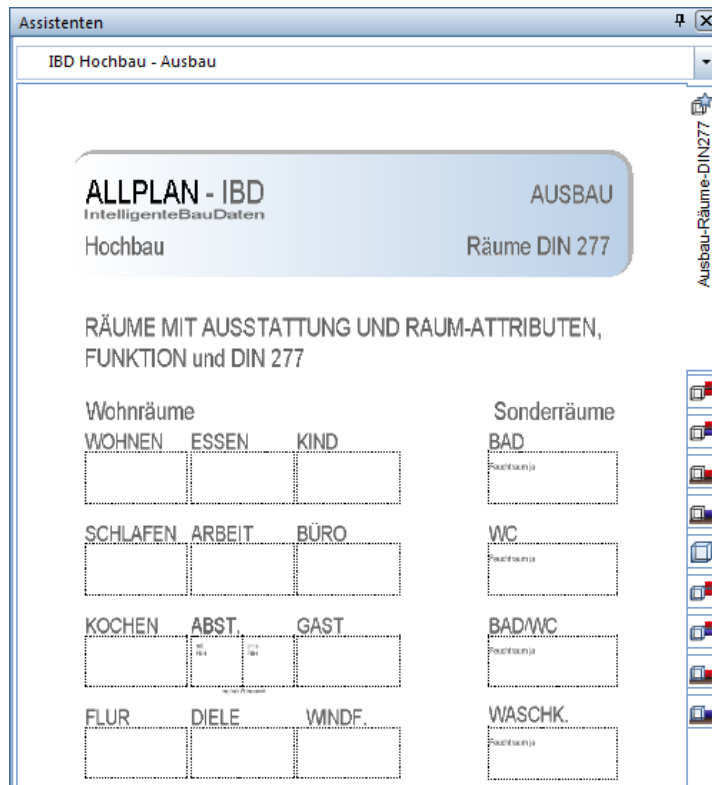 Assistenten
IBD Hochbau - Ausbau
Ausbau-Räume-DIN277
ALLPLAN - IBD
IntelligenteBauDaten
AUSBAU
Hochbau
Räume DIN 277
RÄUME MIT AUSSTATTUNG UND RAUM-ATTRIBUTEN,
FUNKTION und DIN 277
Wohnräume
Sonderräume
WOHNEN ESSEN KIND BAD
Feuchtraum ja
SCHLAFEN ARBEIT BÜRO WC
Feuchtraum ja
KOCHEN ABST. GAST BAD/WC
Feuchtraum ja
FLUR DIELE WINDF. WASCHK.
Feuchtraum ja